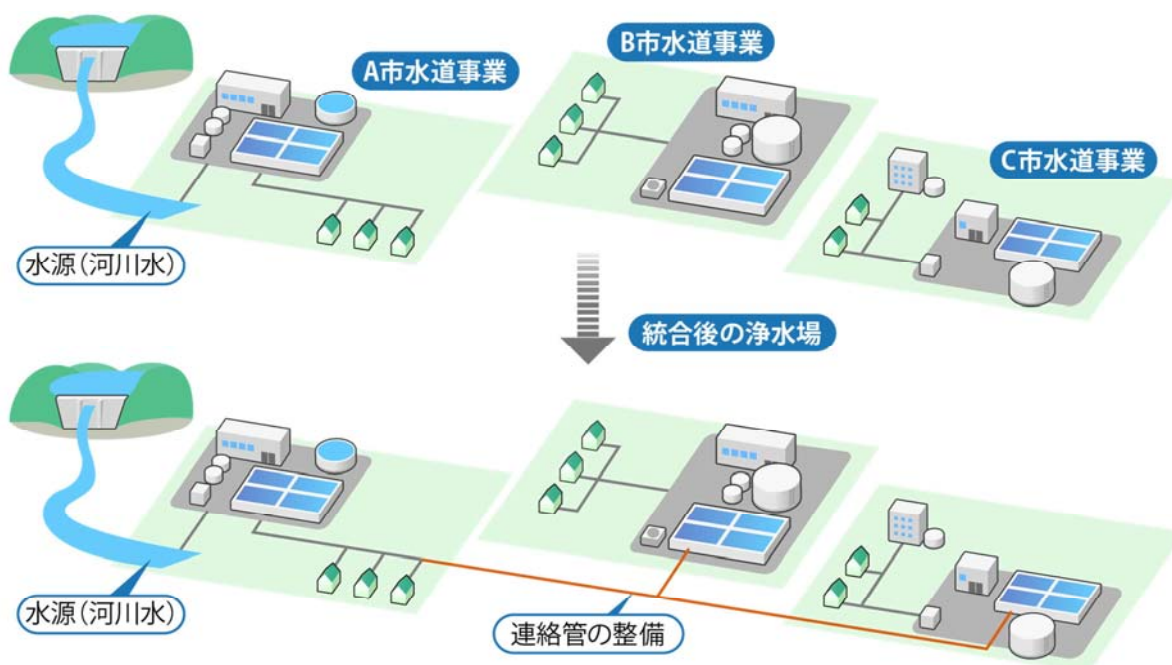 A市水道事業
B市水道事業
C市水道事業
水源（河川水）
統合後の浄水場
水源（河川水）
連絡管の整備